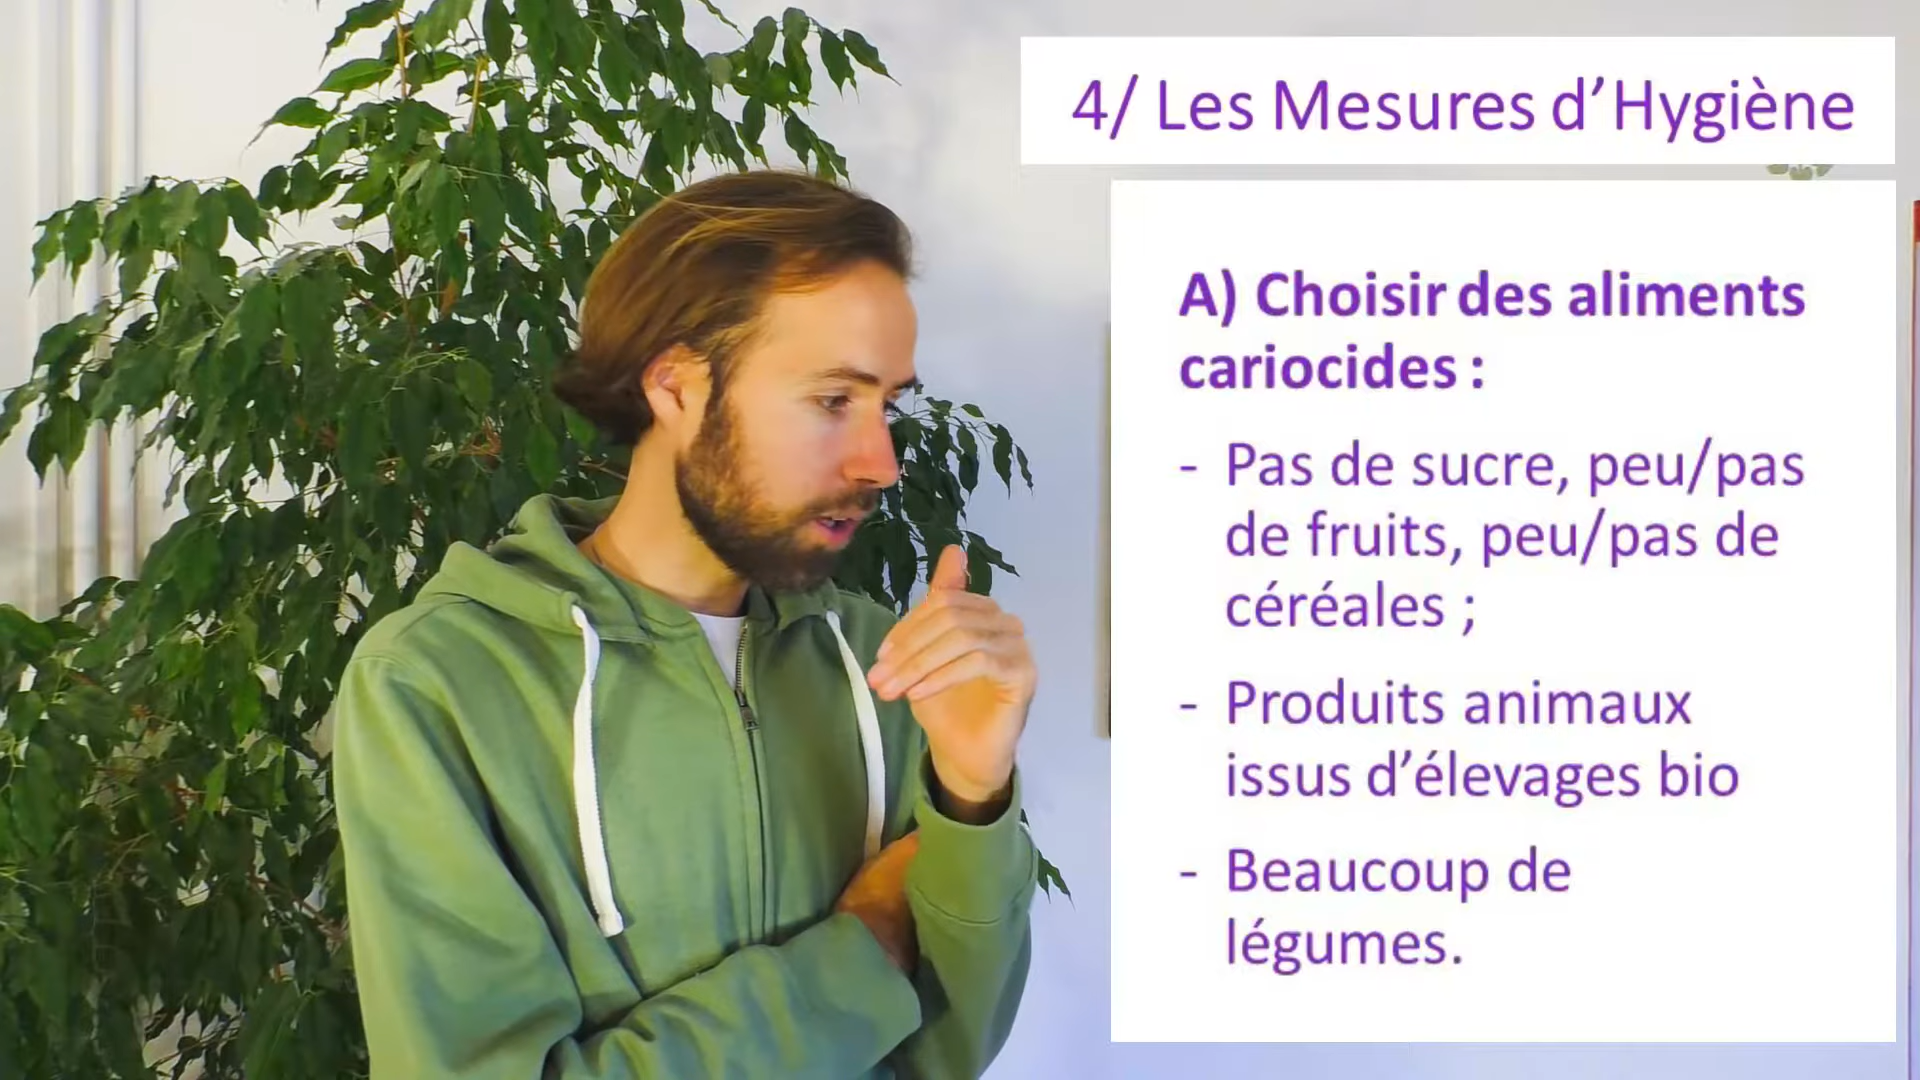 4/ Les Mesures d’Hygiène
A) Choisir des aliments
cariocides :
- Pas de sucre, peu/pas
de fruits, peu/pas de
céréales ;
- Produits animaux
issus d’élevages bio
- Beaucoup de
légumes.